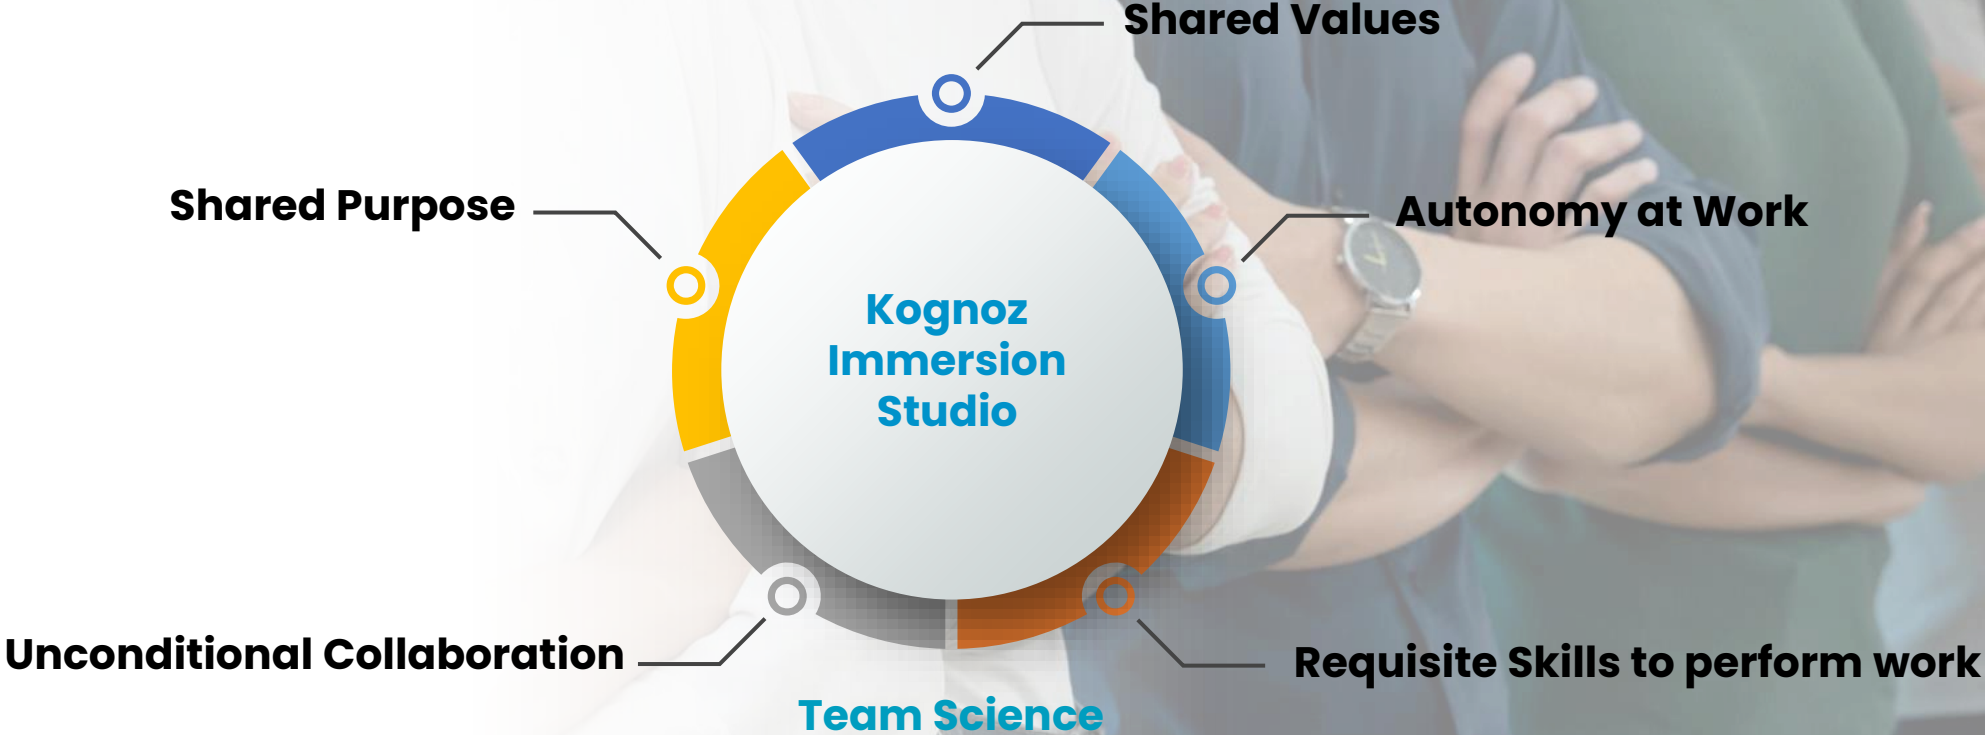 Shared Values
Shared Purpose
Autonomy at Work
Kognoz
Immersion
Studio
Unconditional Collaboration
Requisite Skills to perform work
Team Science